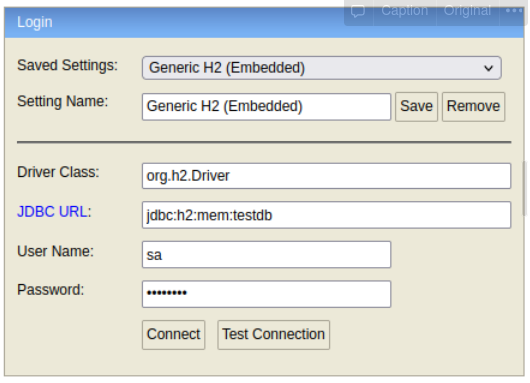 Caption Original
Login
Saved Settings: Generic H2 (Embedded)
Setting Name: Generic H2 (Embedded) Save Remove
Driver Class: org.h2.Driver
JDBC URL: jdbc:h2:mem:testdb
User Name: sa
Password: ••••••••
Connect Test Connection